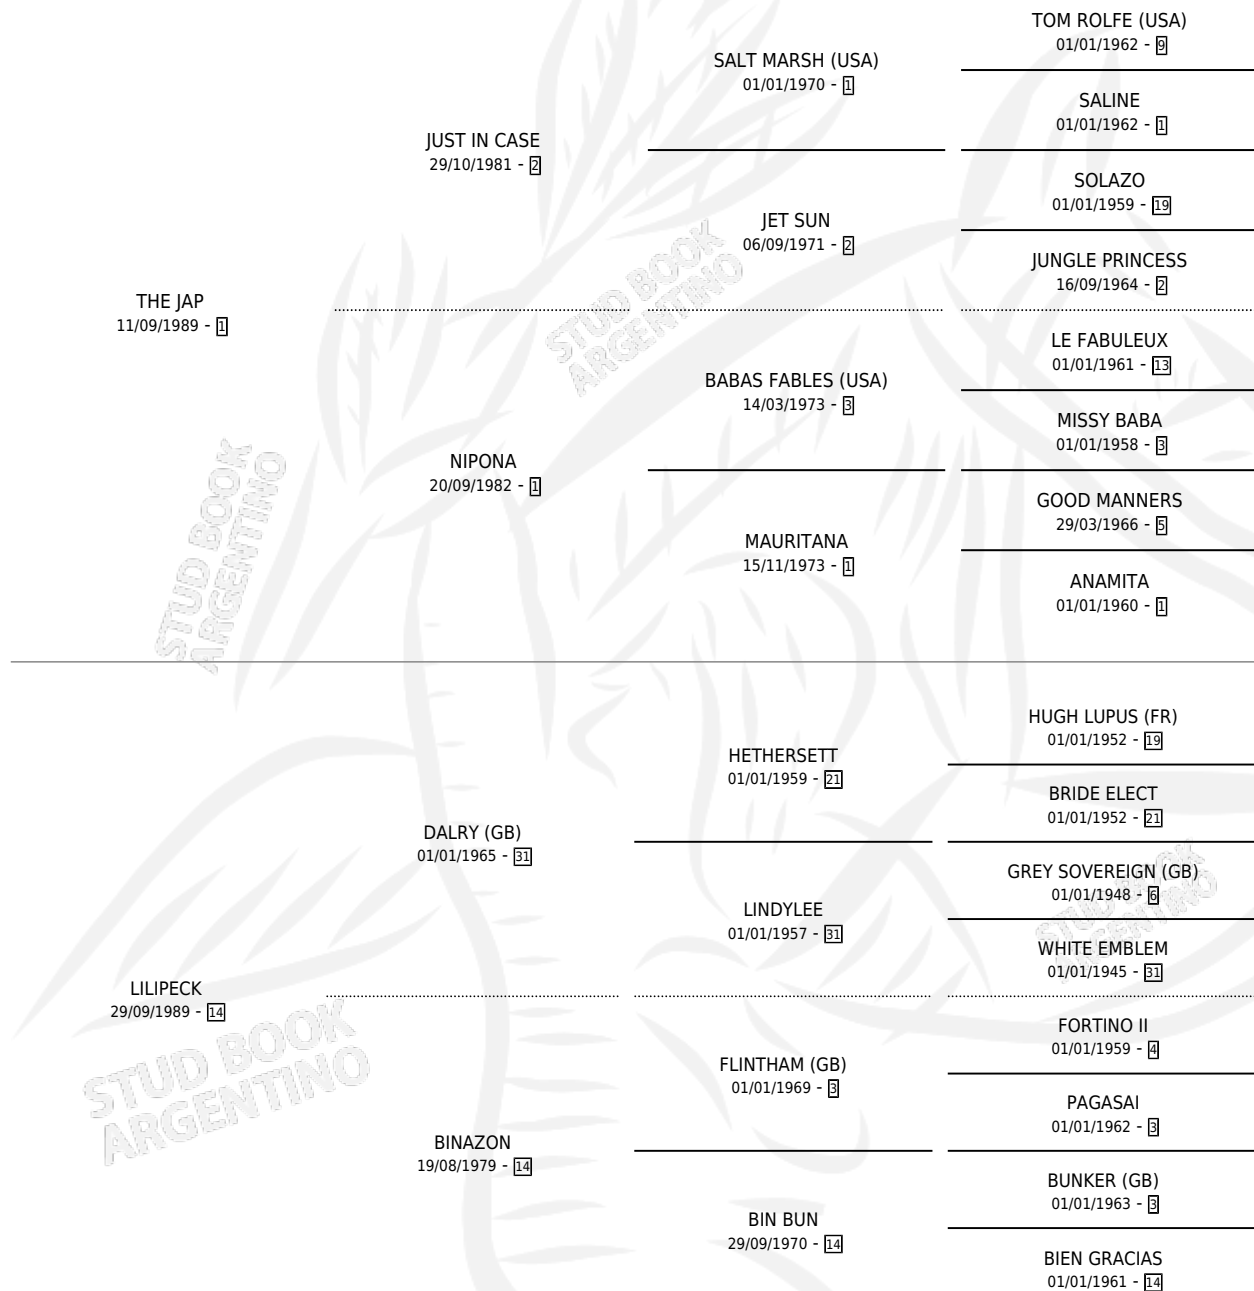 THE JAP
11/09/1989 - 1
JUST IN CASE
29/10/1981 - 2
NIPONA
20/09/1982 - 1
SALT MARSH (USA)
01/01/1970 - 1
JET SUN
06/09/1971 - 2
BABAS FABLES (USA)
14/03/1973 - 3
MAURITANA
15/11/1973 - 1
TOM ROLFE (USA)
01/01/1962 - 9
SALINE
01/01/1962 - 1
SOLAZO
01/01/1959 - 19
JUNGLE PRINCESS
16/09/1964 - 2
LE FABULEUX
01/01/1961 - 13
MISSY BABA
01/01/1958 - 3
GOOD MANNERS
29/03/1966 - 5
ANAMITA
01/01/1960 - 1
LILIPECK
29/09/1989 - 14
DALRY (GB)
01/01/1965 - 31
BINAZON
19/08/1979 - 14
HETHERSETT
01/01/1959 - 21
LINDYLEE
01/01/1957 - 31
FLINTHAM (GB)
01/01/1969 - 3
BIN BUN
29/09/1970 - 14
HUGH LUPUS (FR)
01/01/1952 - 19
BRIDE ELECT
01/01/1952 - 21
GREY SOVEREIGN (GB)
01/01/1948 - 6
WHITE EMBLEM
01/01/1945 - 31
FORTINO II
01/01/1959 - 4
PAGASAI
01/01/1962 - 3
BUNKER (GB)
01/01/1963 - 3
BIEN GRACIAS
01/01/1961 - 14
STUD BOOK
ARGENTINO
STUD BOOK
ARGENTINO
STUD BOOK
ARGENTINO
STUD BOOK
ARGENTINO